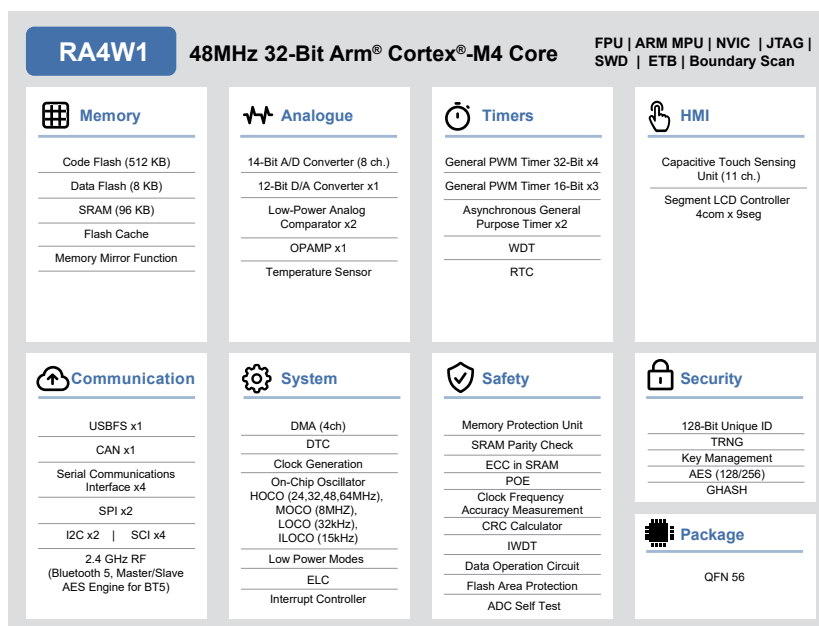 RA4W1
48MHz 32-Bit Arm® Cortex®-M4 Core
FPU | ARM MPU | NVIC | JTAG |
SWD | ETB | Boundary Scan
Memory
Code Flash (512 KB)
Data Flash (8 KB)
SRAM (96 KB)
Flash Cache
Memory Mirror Function
Analogue
14-Bit A/D Converter (8 ch.)
12-Bit D/A Converter x1
Low-Power Analog
Comparator x2
OPAMP x1
Temperature Sensor
Timers
General PWM Timer 32-Bit x4
General PWM Timer 16-Bit x3
Asynchronous General
Purpose Timer x2
WDT
RTC
HMI
Capacitive Touch Sensing
Unit (11 ch.)
Segment LCD Controller
4com x 9seg
Communication
USBFS x1
CAN x1
Serial Communications
Interface x4
SPI x2
I2C x2 | SCI x4
2.4 GHz RF
(Bluetooth 5, Master/Slave
AES Engine for BT5)
System
DMA (4ch)
DTC
Clock Generation
On-Chip Oscillator
HOCO (24,32,48,64MHz),
MOCO (8MHZ),
LOCO (32kHz),
ILOCO (15kHz)
Low Power Modes
ELC
Interrupt Controller
Safety
Memory Protection Unit
SRAM Parity Check
ECC in SRAM
POE
Clock Frequency
Accuracy Measurement
CRC Calculator
IWDT
Data Operation Circuit
Flash Area Protection
ADC Self Test
Security
128-Bit Unique ID
TRNG
Key Management
AES (128/256)
GHASH
Package
QFN 56